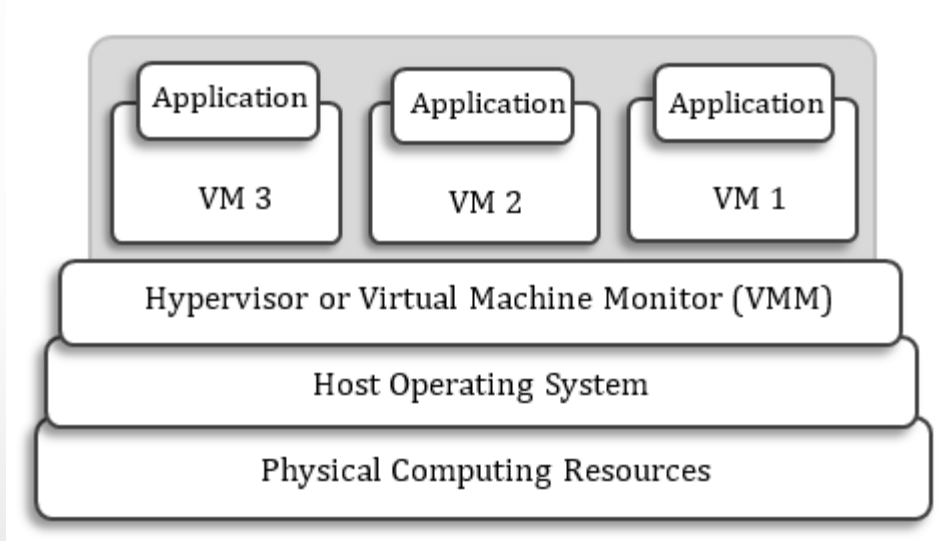 Application
Application
Application
VM 3
VM 2
VM 1
Hypervisor or Virtual Machine Monitor (VMM)
Host Operating System
Physical Computing Resources